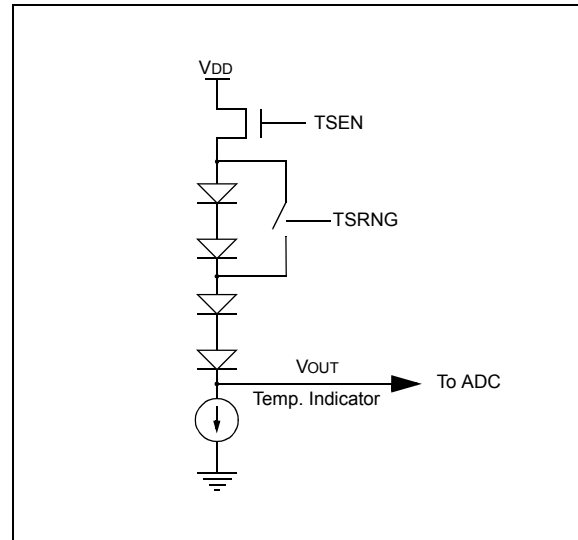 VDD
TSEN
TSRNG
VOUT
To ADC
Temp. Indicator